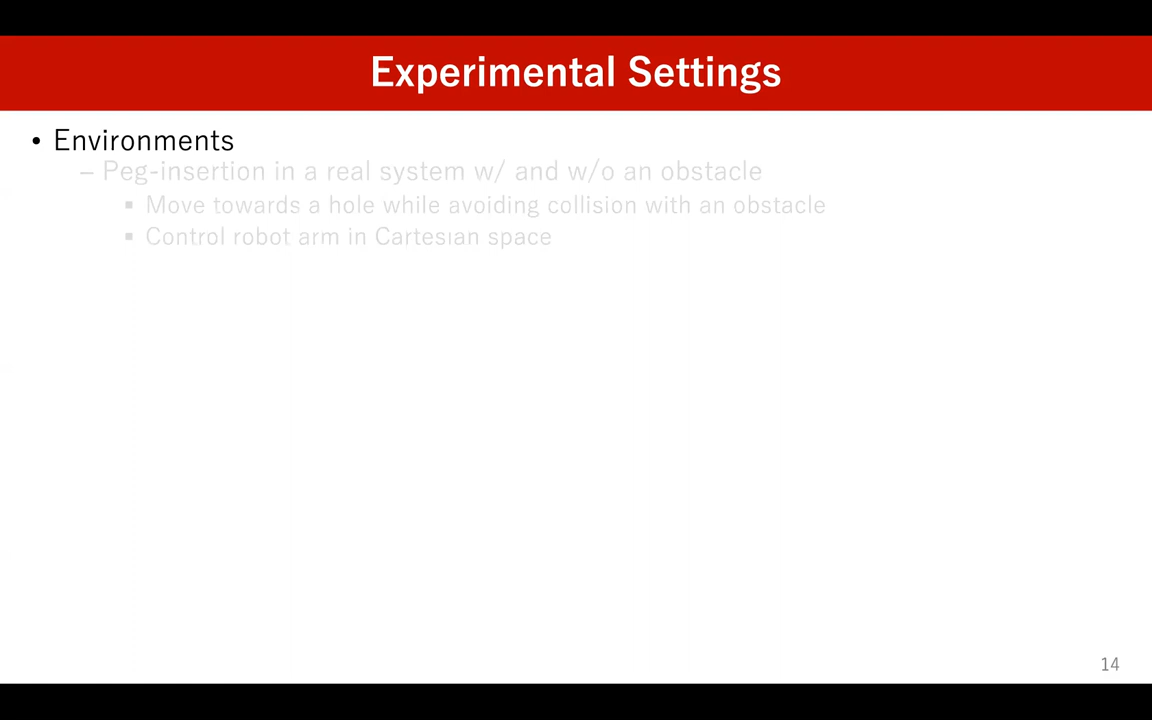 Experimental Settings
• Environments
– Peg-insertion in a real system w/ and w/o an obstacle
▪ Move towards a hole while avoiding collision with an obstacle
▪ Control robot arm in Cartesian space
14